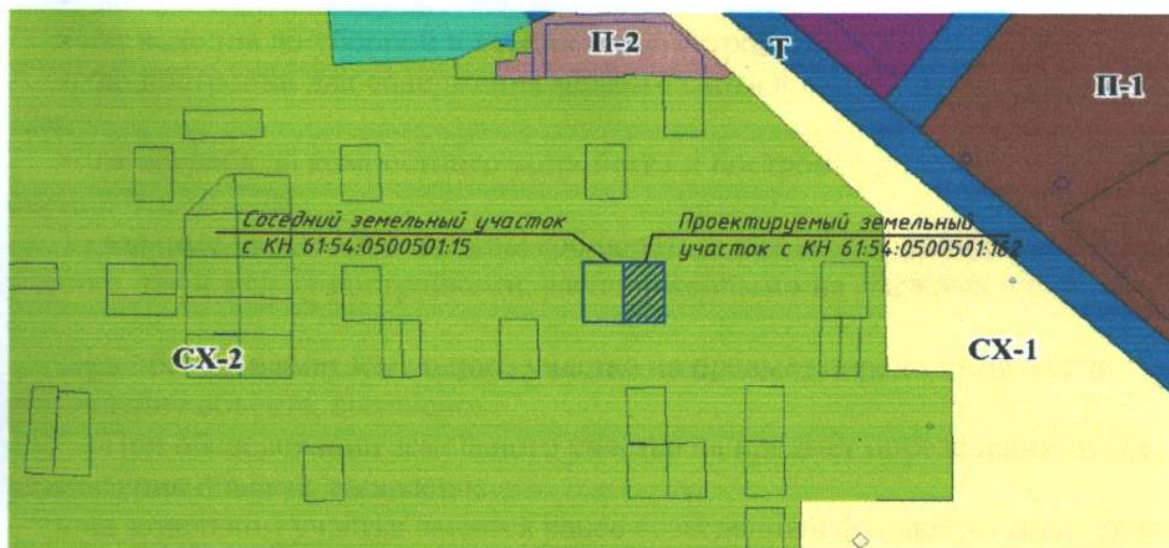 П-2
Т
П-1
Соседний земельный участок
с КН 61:54:0500501:15
Проектируемый земельный
участок с КН 61:54:0500501:162
СХ-2
СХ-1